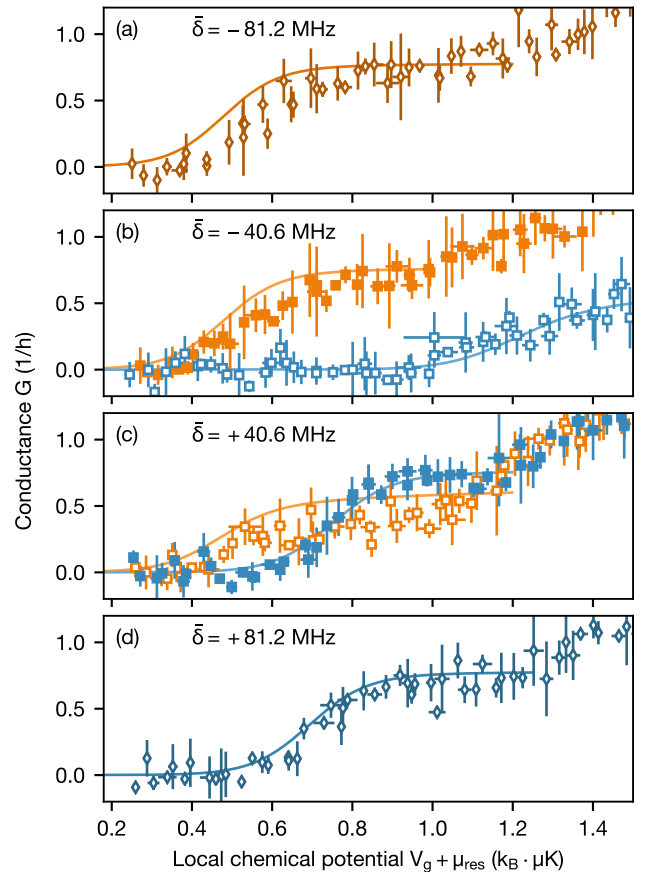 (a) δ̄ = − 81.2 MHz
1.0
0.5
0.0
(b) δ̄ = − 40.6 MHz
1.0
0.5
0.0
Conductance G (1/h)
(c) δ̄ = + 40.6 MHz
1.0
0.5
0.0
(d) δ̄ = + 81.2 MHz
1.0
0.5
0.0
0.2 0.4 0.6 0.8 1.0 1.2 1.4
Local chemical potential V_g + μ_res (k_B · μK)